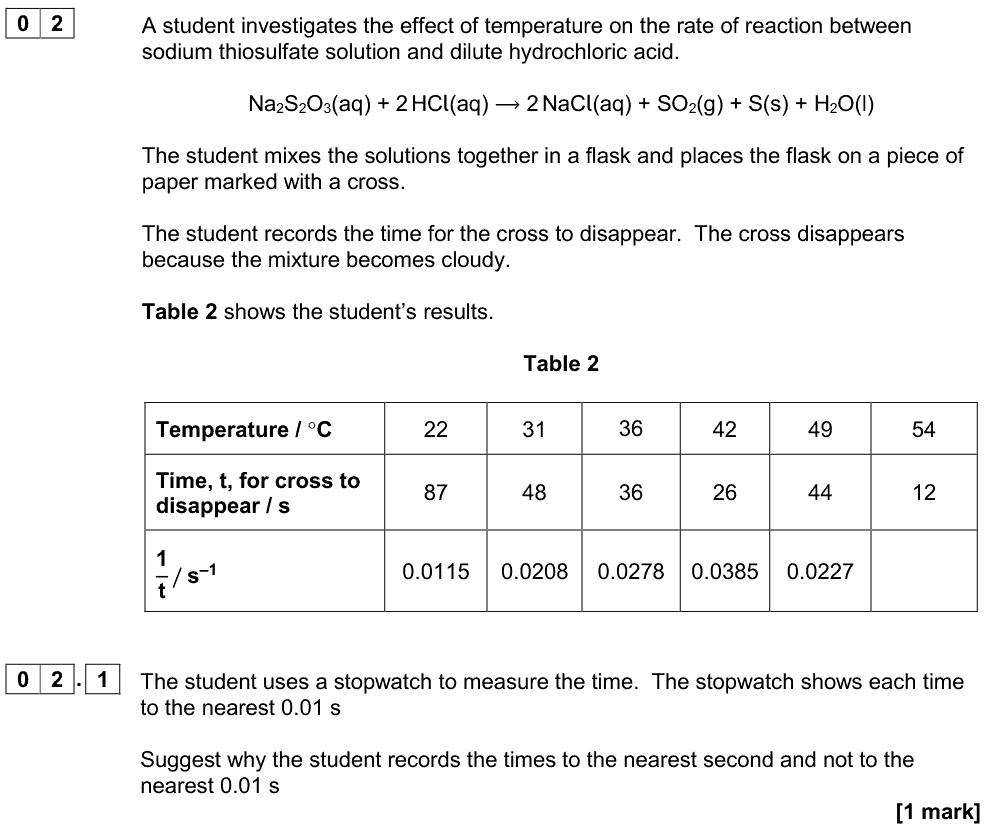 0 2 A student investigates the effect of temperature on the rate of reaction between
sodium thiosulfate solution and dilute hydrochloric acid.
Na₂S₂O₃(aq) + 2 HCl(aq) ⟶ 2 NaCl(aq) + SO₂(g) + S(s) + H₂O(l)
The student mixes the solutions together in a flask and places the flask on a piece of
paper marked with a cross.
The student records the time for the cross to disappear. The cross disappears
because the mixture becomes cloudy.
Table 2 shows the student's results.
Table 2
Temperature / °C 22 31 36 42 49 54
Time, t, for cross to
disappear / s 87 48 36 26 44 12
1/t / s⁻¹ 0.0115 0.0208 0.0278 0.0385 0.0227
0 2 . 1 The student uses a stopwatch to measure the time. The stopwatch shows each time
to the nearest 0.01 s
Suggest why the student records the times to the nearest second and not to the
nearest 0.01 s
[1 mark]